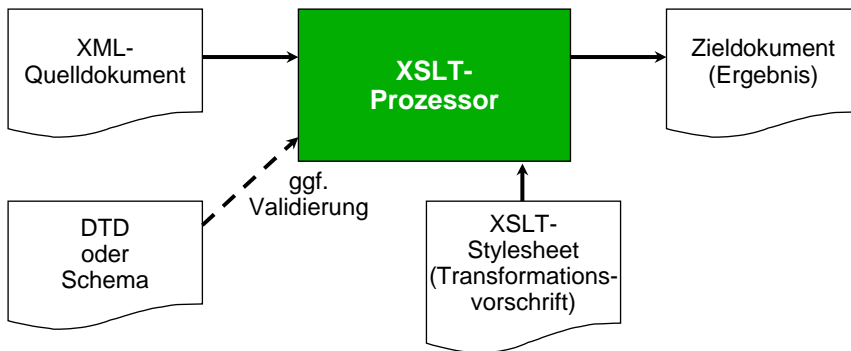 XML-
Quelldokument
XSLT-
Prozessor
Zieldokument
(Ergebnis)
ggf.
Validierung
DTD
oder
Schema
XSLT-
Stylesheet
(Transformations-
vorschrift)